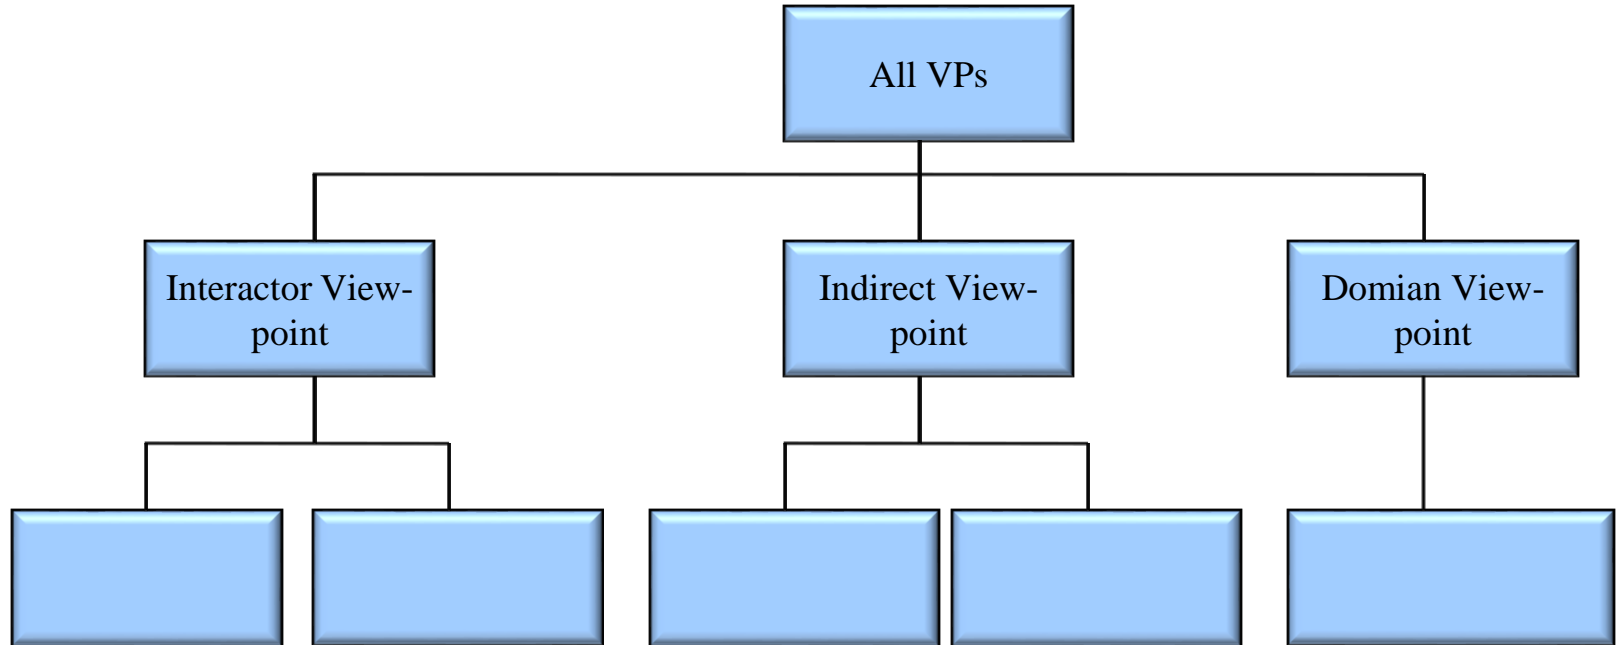 All VPs
Interactor View-
point
Indirect View-
point
Domian View-
point